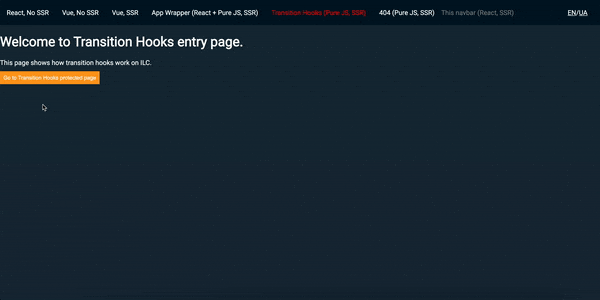 React, No SSR Vue, No SSR Vue, SSR App Wrapper (React + Pure JS, SSR) Transition Hooks (Pure JS, SSR) 404 (Pure JS, SSR) This navbar (React, SSR) EN/UA
Welcome to Transition Hooks entry page.
This page shows how transition hooks work on ILC.
Go to Transition Hooks protected page